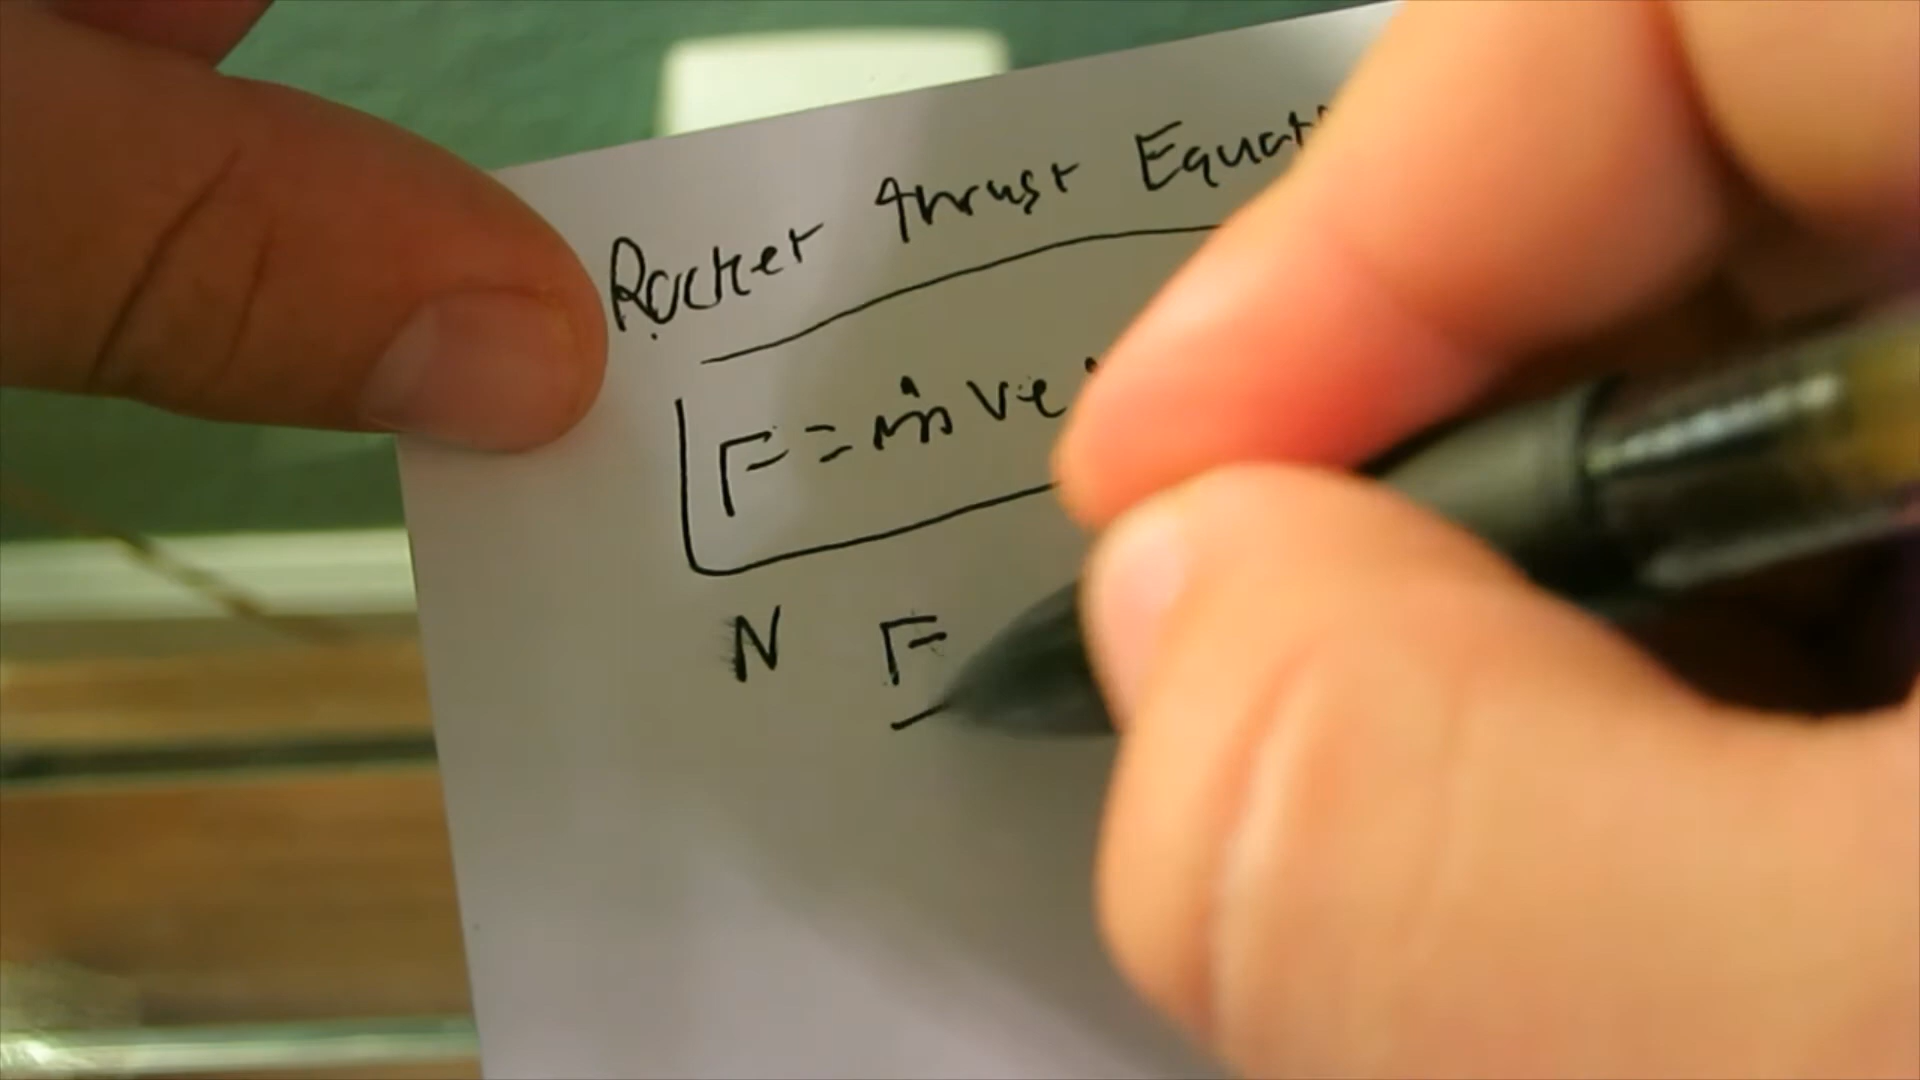 Rocket thrust Equat
F = ṁ ve
N F